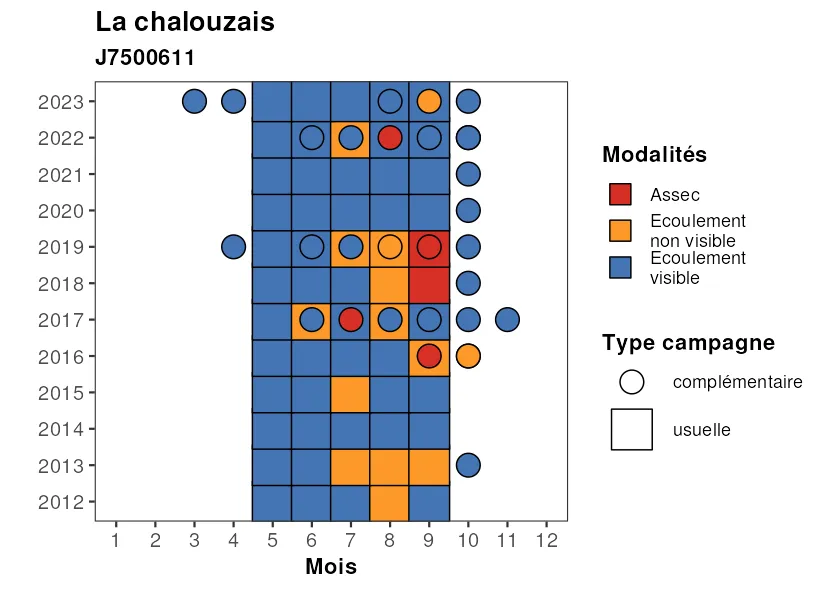 La chalouzais
J7500611
2023
2022
2021
2020
2019
2018
2017
2016
2015
2014
2013
2012
1 2 3 4 5 6 7 8 9 10 11 12
Mois
Modalités
Assec
Ecoulement
non visible
Ecoulement
visible
Type campagne
complémentaire
usuelle